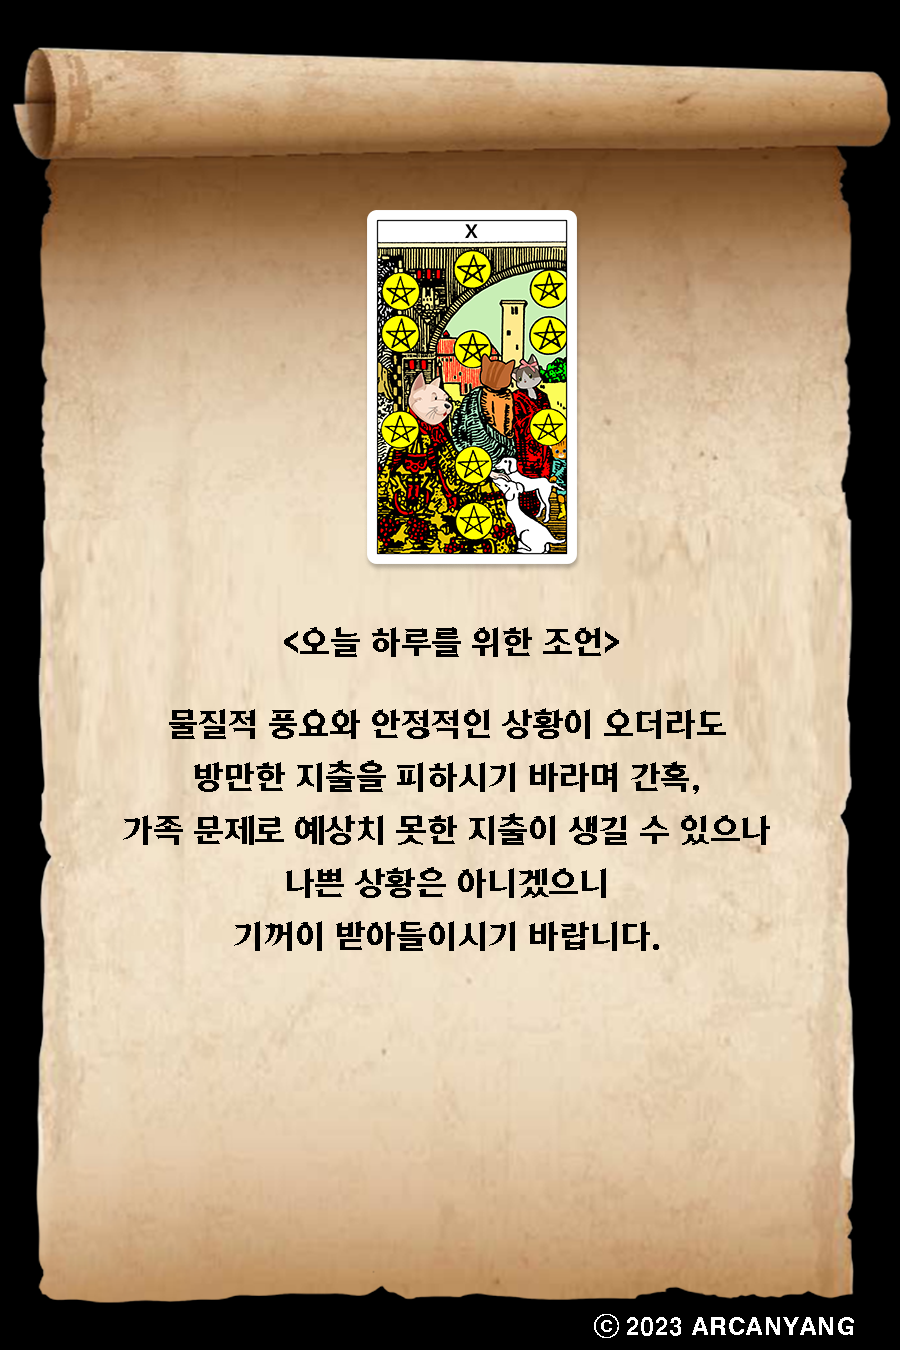 X
<오늘 하루를 위한 조언>
물질적 풍요와 안정적인 상황이 오더라도
방만한 지출을 피하시기 바라며 간혹,
가족 문제로 예상치 못한 지출이 생길 수 있으나
나쁜 상황은 아니겠으니
기꺼이 받아들이시기 바랍니다.
© 2023 ARCANYANG